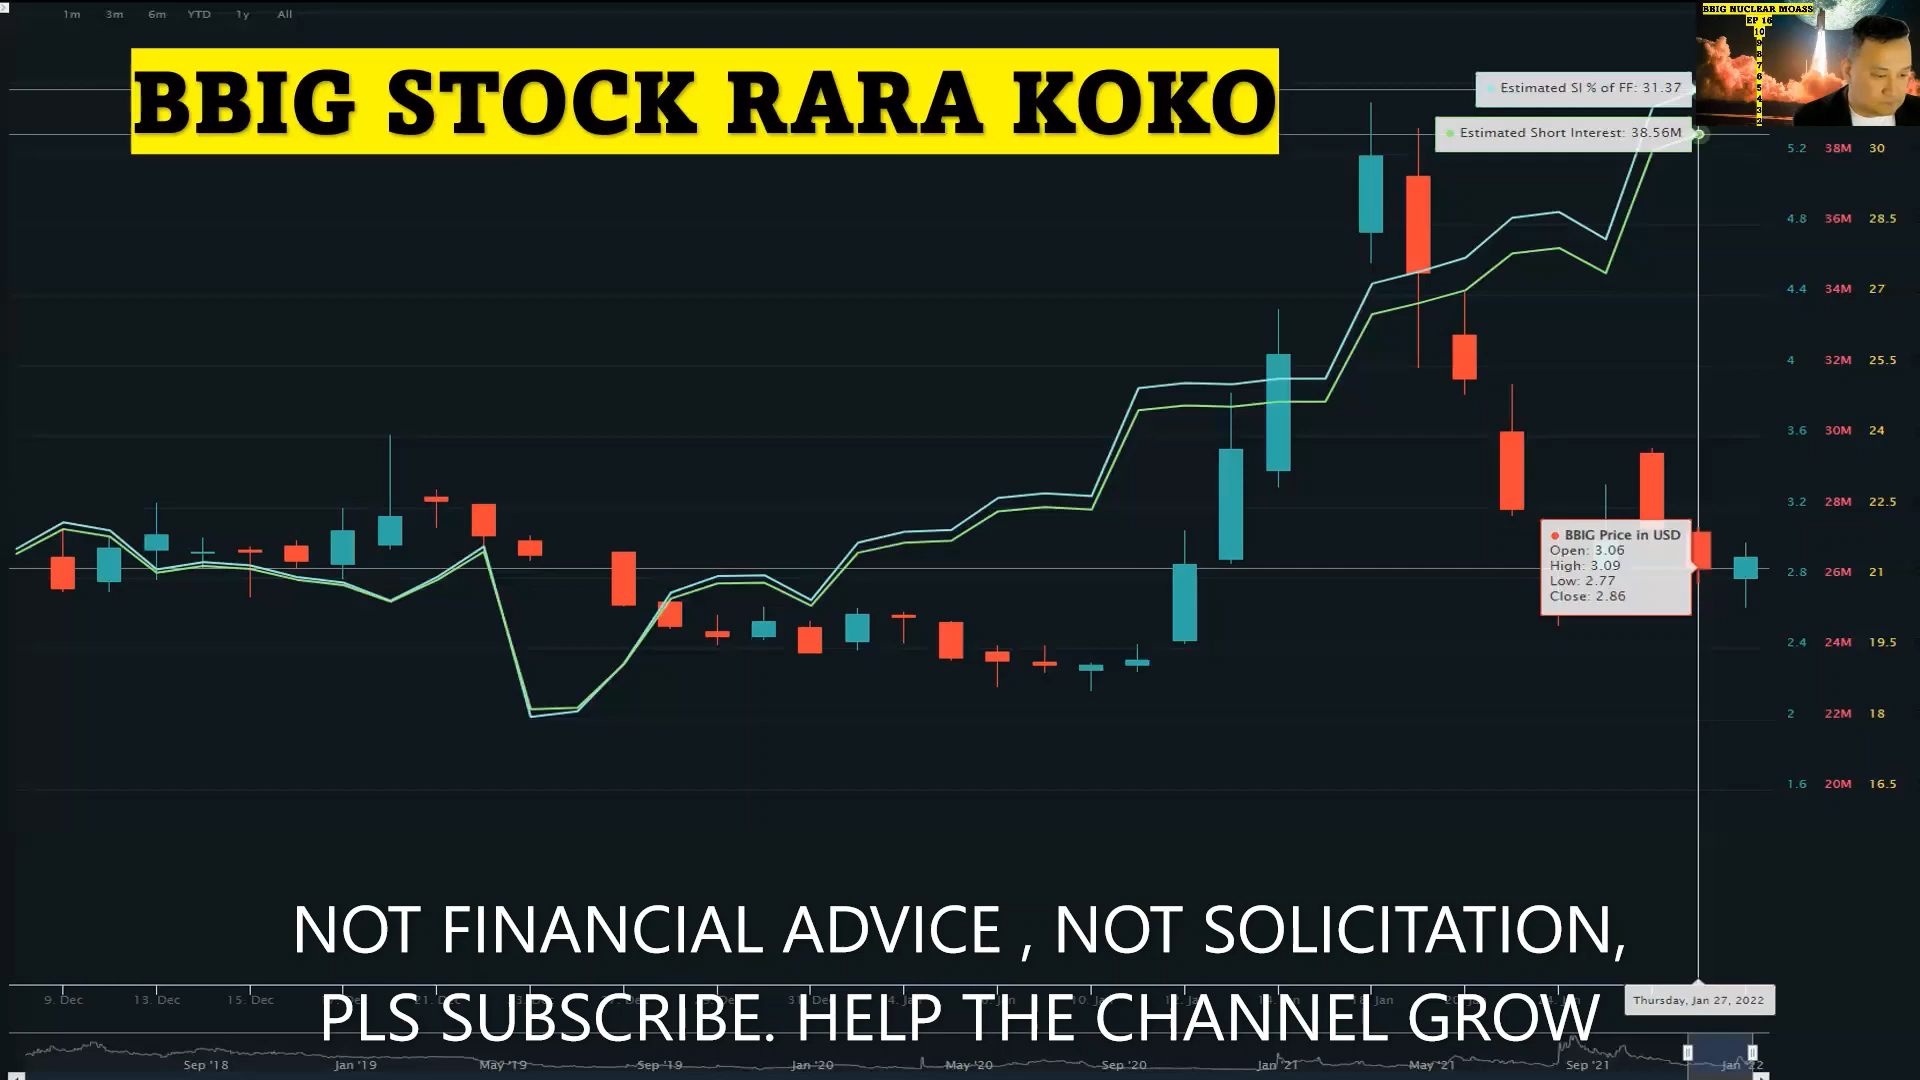 1m 3m 6m YTD 1y All
BBIG NUCLEAR MOASS
EP 16
10
BBIG STOCK RARA KOKO
Estimated SI % of FF: 31.37
Estimated Short Interest: 38.56M
5.2 38M 30
4.8 36M 28.5
4.4 34M 27
4 32M 25.5
3.6 30M 24
3.2 28M 22.5
BBIG Price in USD
Open: 3.06
High: 3.09
Low: 2.77
Close: 2.86
2.8 26M 21
2.4 24M 19.5
2 22M 18
1.6 20M 16.5
NOT FINANCIAL ADVICE , NOT SOLICITATION,
9. Dec 13. Dec 15. Dec
Thursday, Jan 27, 2022
PLS SUBSCRIBE. HELP THE CHANNEL GROW
Sep '18 Jan '19 May '19 Sep '19 Jan '20 May '20 Sep '20 Jan '21 May '21 Sep '21 Jan '22